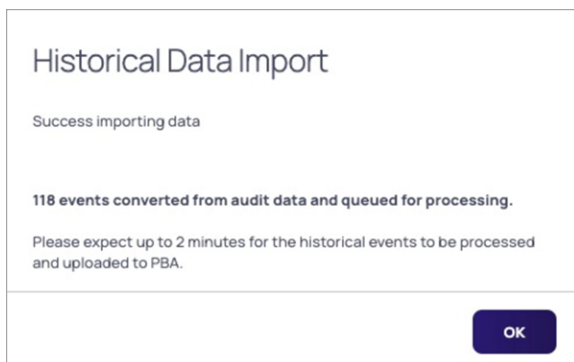 Historical Data Import
Success importing data
118 events converted from audit data and queued for processing.
Please expect up to 2 minutes for the historical events to be processed
and uploaded to PBA.
OK